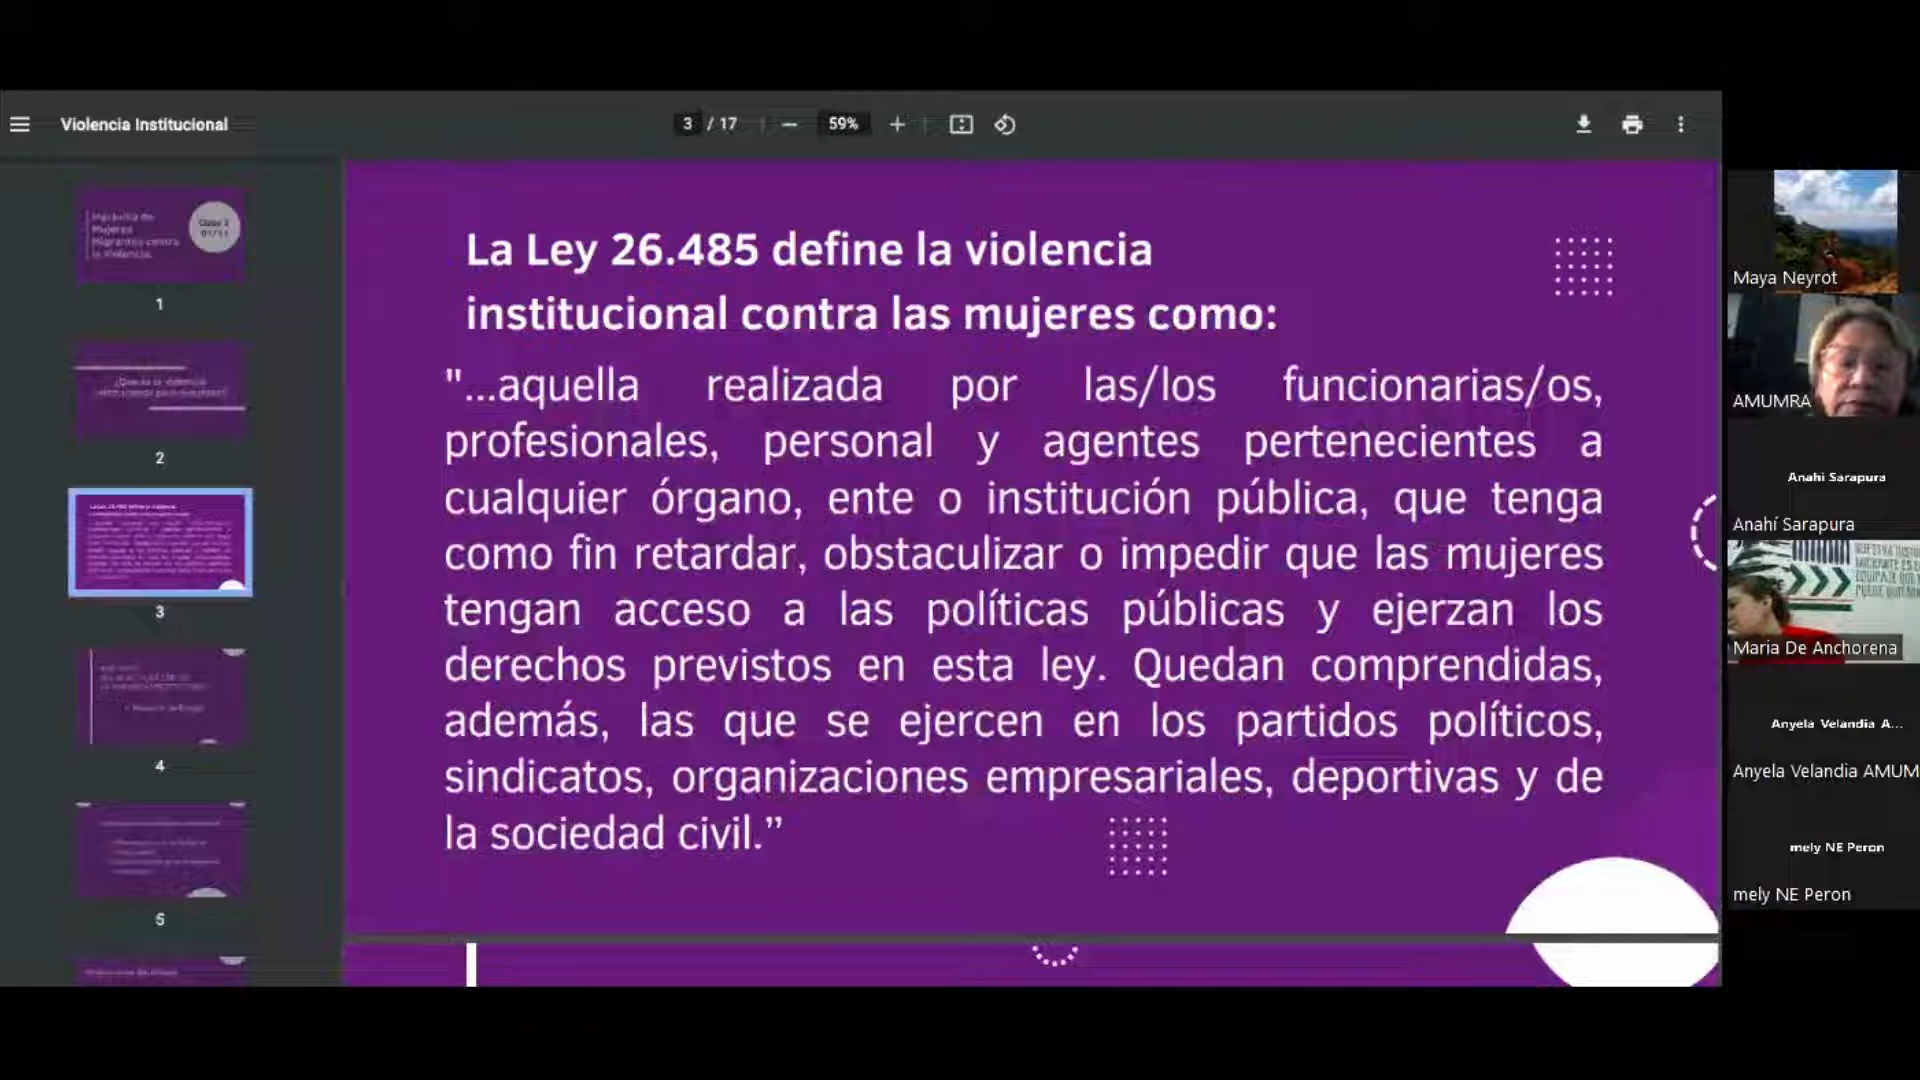 Violencia Institucional
3 / 17
59%
Mujeres
Migrantes contra
la Violencia.
1
2
3
4
5
La Ley 26.485 define la violencia
institucional contra las mujeres como:
"...aquella realizada por las/los funcionarias/os,
profesionales, personal y agentes pertenecientes a
cualquier órgano, ente o institución pública, que tenga
como fin retardar, obstaculizar o impedir que las mujeres
tengan acceso a las políticas públicas y ejerzan los
derechos previstos en esta ley. Quedan comprendidas,
además, las que se ejercen en los partidos políticos,
sindicatos, organizaciones empresariales, deportivas y de
la sociedad civil.”
Maya Neyrot
AMUMRA
Anahi Sarapura
Anahí Sarapura
Maria De Anchorena
Anyela Velandia A...
Anyela Velandia AMUM
mely NE Peron
mely NE Peron